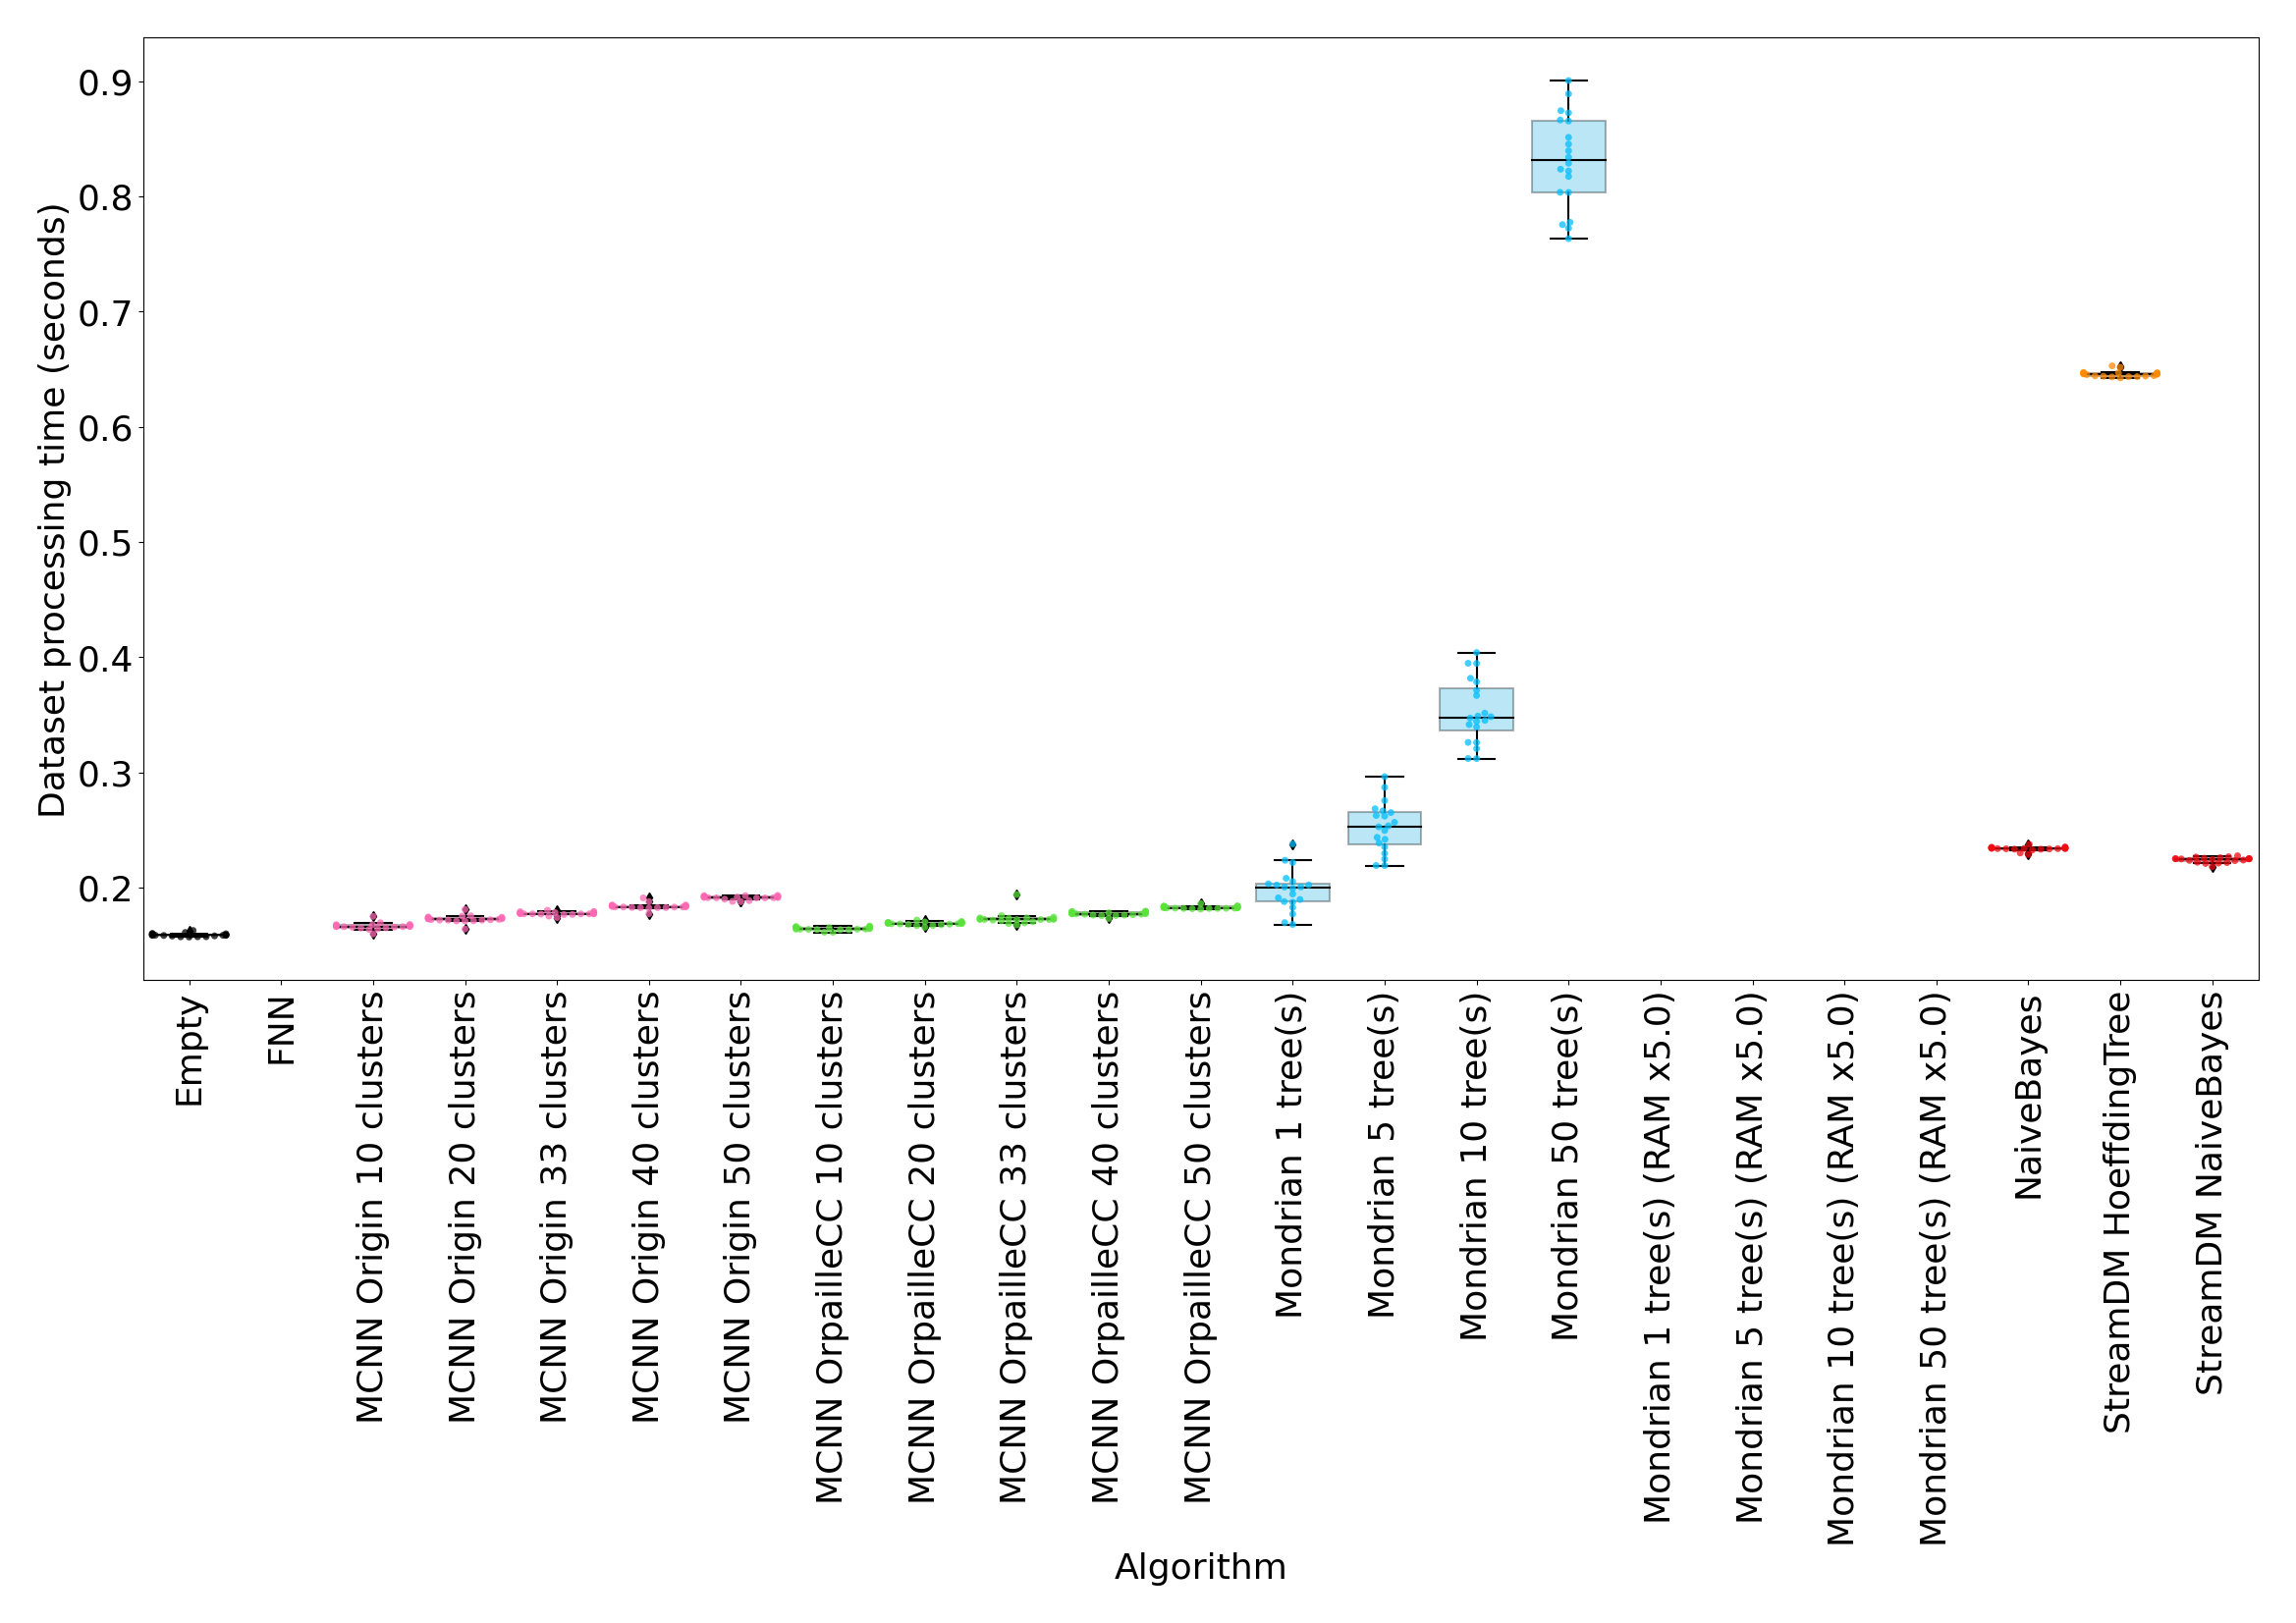 Dataset processing time (seconds)
0.9
0.8
0.7
0.6
0.5
0.4
0.3
0.2
Empty
FNN
MCNN Origin 10 clusters
MCNN Origin 20 clusters
MCNN Origin 33 clusters
MCNN Origin 40 clusters
MCNN Origin 50 clusters
MCNN OrpailleCC 10 clusters
MCNN OrpailleCC 20 clusters
MCNN OrpailleCC 33 clusters
MCNN OrpailleCC 40 clusters
MCNN OrpailleCC 50 clusters
Mondrian 1 tree(s)
Mondrian 5 tree(s)
Mondrian 10 tree(s)
Mondrian 50 tree(s)
Mondrian 1 tree(s) (RAM x5.0)
Mondrian 5 tree(s) (RAM x5.0)
Mondrian 10 tree(s) (RAM x5.0)
Mondrian 50 tree(s) (RAM x5.0)
NaiveBayes
StreamDM HoeffdingTree
StreamDM NaiveBayes
Algorithm